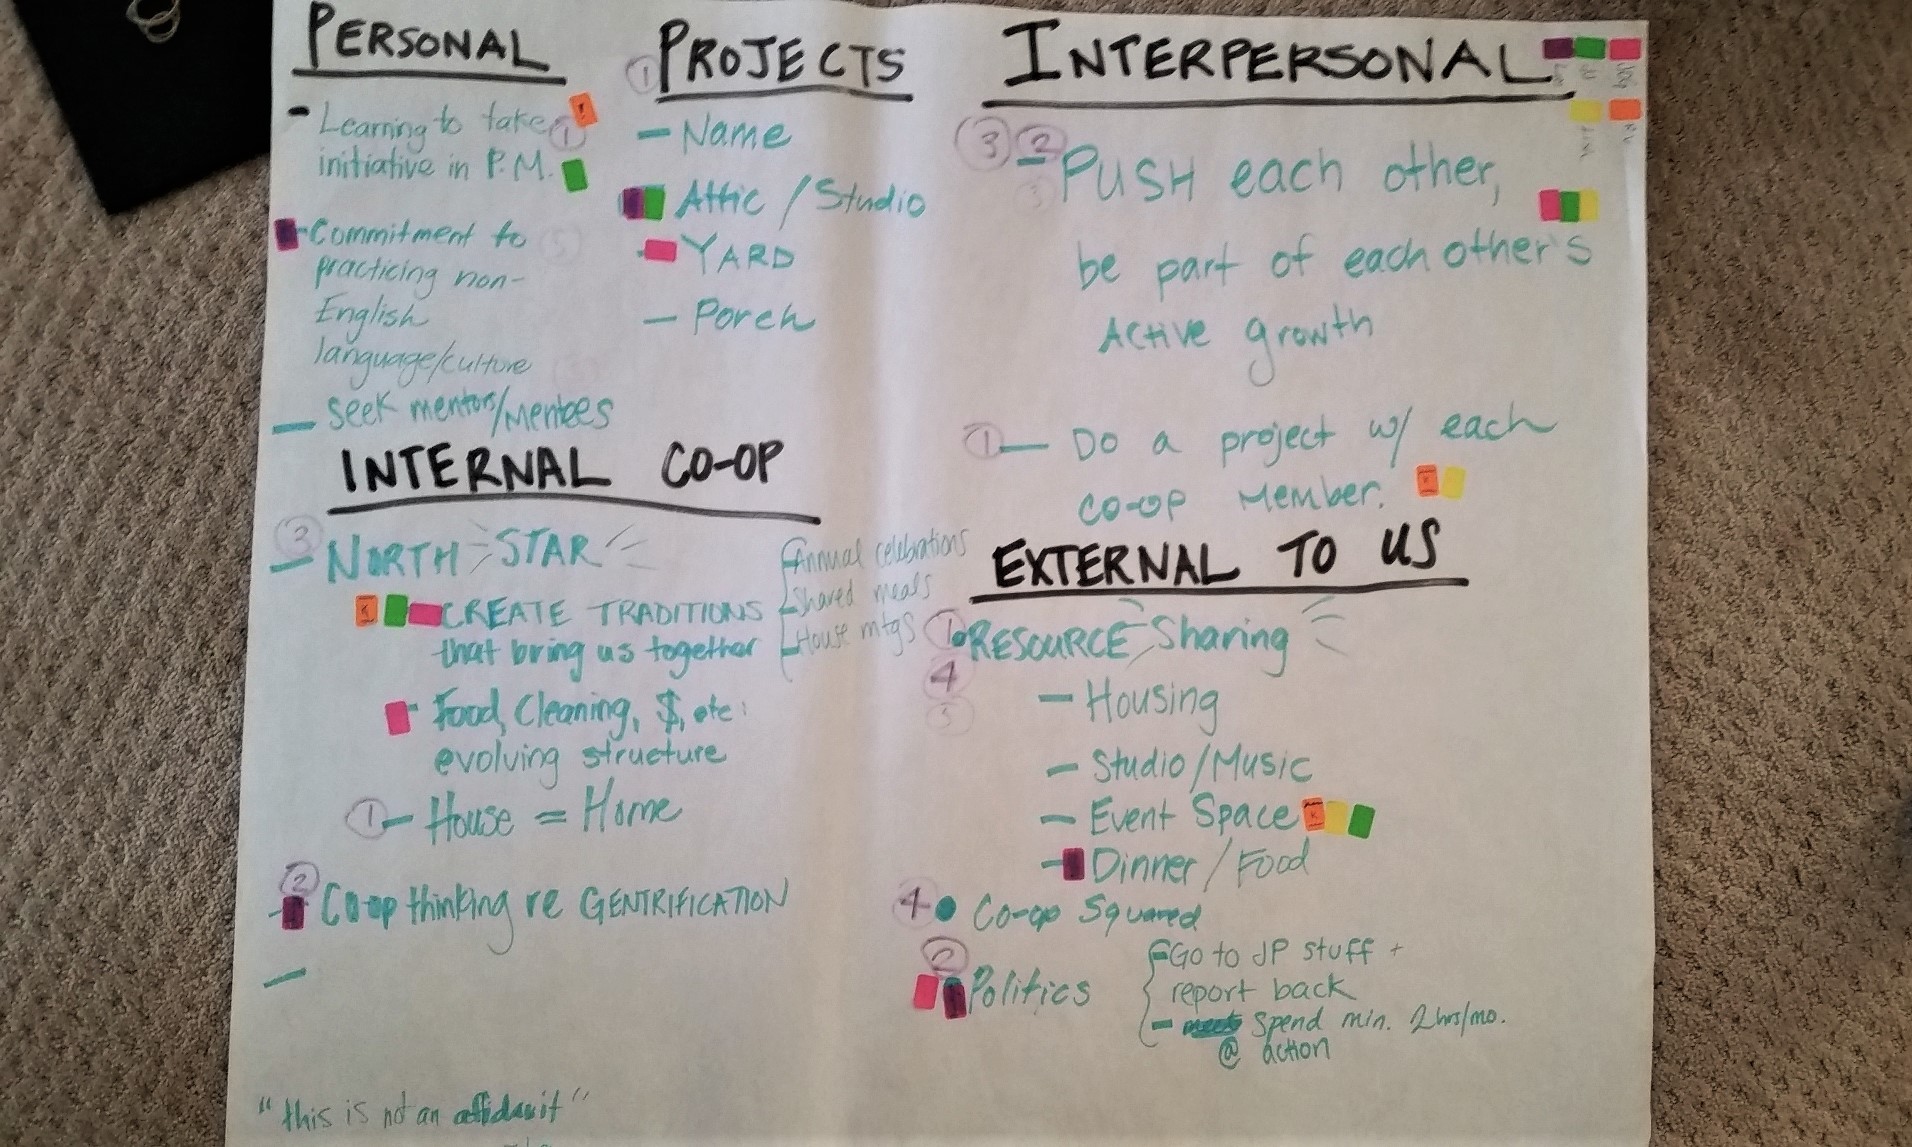 PERSONAL
- Learning to take
initiative in P.M.
- Commitment to
practicing non-
English
language/culture
- Seek mentors/Mentees
① PROJECTS
- Name
- Attic / Studio
- YARD
- Porch
INTERPERSONAL
③ ② - PUSH each other,
be part of each other's
Active growth
① - Do a project w/ each
co-op Member.
INTERNAL CO-OP
③ - NORTH STAR
CREATE TRADITIONS
that bring us together
- Annual celebrations
- Shared meals
- House mtgs
- Food, Cleaning, $, etc:
evolving structure
① - House = Home
②
- Co-op thinking re GENTRIFICATION
-
EXTERNAL TO US
① • RESOURCE Sharing
4
- Housing
- Studio/Music
- Event Space
- Dinner / Food
4 • Co-op Squared
②
• Politics
- Go to JP stuff +
report back
- Spend min. 2hrs/mo.
@ action
"this is not an affidavit"